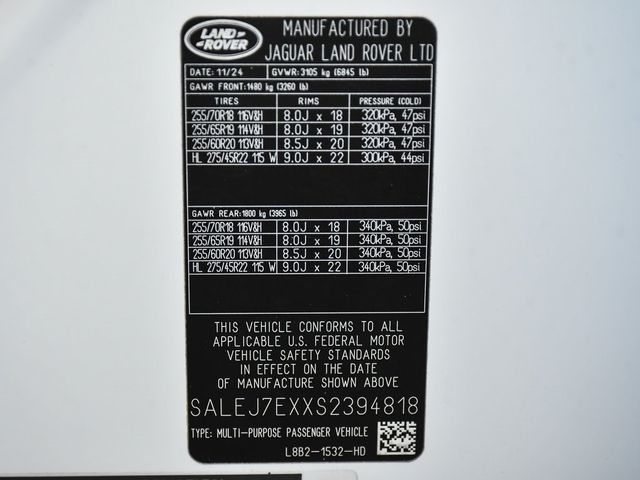 LAND-
-ROVER
MANUFACTURED BY
JAGUAR LAND ROVER LTD
DATE: 11/24 GVWR: 3105 kg (6845 lb)
GAWR FRONT: 1480 kg (3260 lb)
TIRES RIMS PRESSURE (COLD)
255/70R18 116V&H 8.0J x 18 320kPa, 47psi
255/65R19 114V&H 8.0J x 19 320kPa, 47psi
255/60R20 113V&H 8.5J x 20 320kPa, 47psi
HL 275/45R22 115 W 9.0J x 22 300kPa, 44psi
GAWR REAR: 1800 kg (3965 lb)
255/70R18 116V&H 8.0J x 18 340kPa, 50psi
255/65R19 114V&H 8.0J x 19 340kPa, 50psi
255/60R20 113V&H 8.5J x 20 340kPa, 50psi
HL 275/45R22 115 W 9.0J x 22 340kPa, 50psi
THIS VEHICLE CONFORMS TO ALL
APPLICABLE U.S. FEDERAL MOTOR
VEHICLE SAFETY STANDARDS
IN EFFECT ON THE DATE
OF MANUFACTURE SHOWN ABOVE
SALEJ7EXXS2394818
TYPE: MULTI-PURPOSE PASSENGER VEHICLE
L8B2-1532-HD